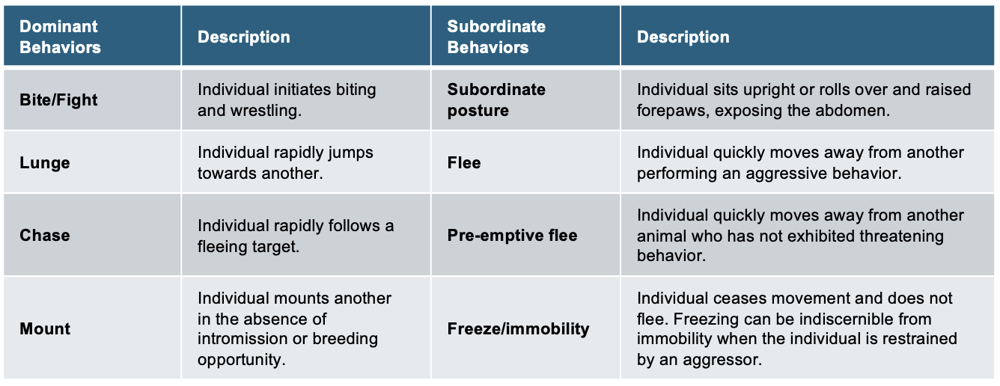 Dominant
Behaviors
Description
Subordinate
Behaviors
Description
Bite/Fight
Individual initiates biting
and wrestling.
Subordinate
posture
Individual sits upright or rolls over and raised
forepaws, exposing the abdomen.
Lunge
Individual rapidly jumps
towards another.
Flee
Individual quickly moves away from another
performing an aggressive behavior.
Chase
Individual rapidly follows a
fleeing target.
Pre-emptive flee
Individual quickly moves away from another
animal who has not exhibited threatening
behavior.
Mount
Individual mounts another
in the absence of
intromission or breeding
opportunity.
Freeze/immobility
Individual ceases movement and does not
flee. Freezing can be indiscernible from
immobility when the individual is restrained
by an aggressor.